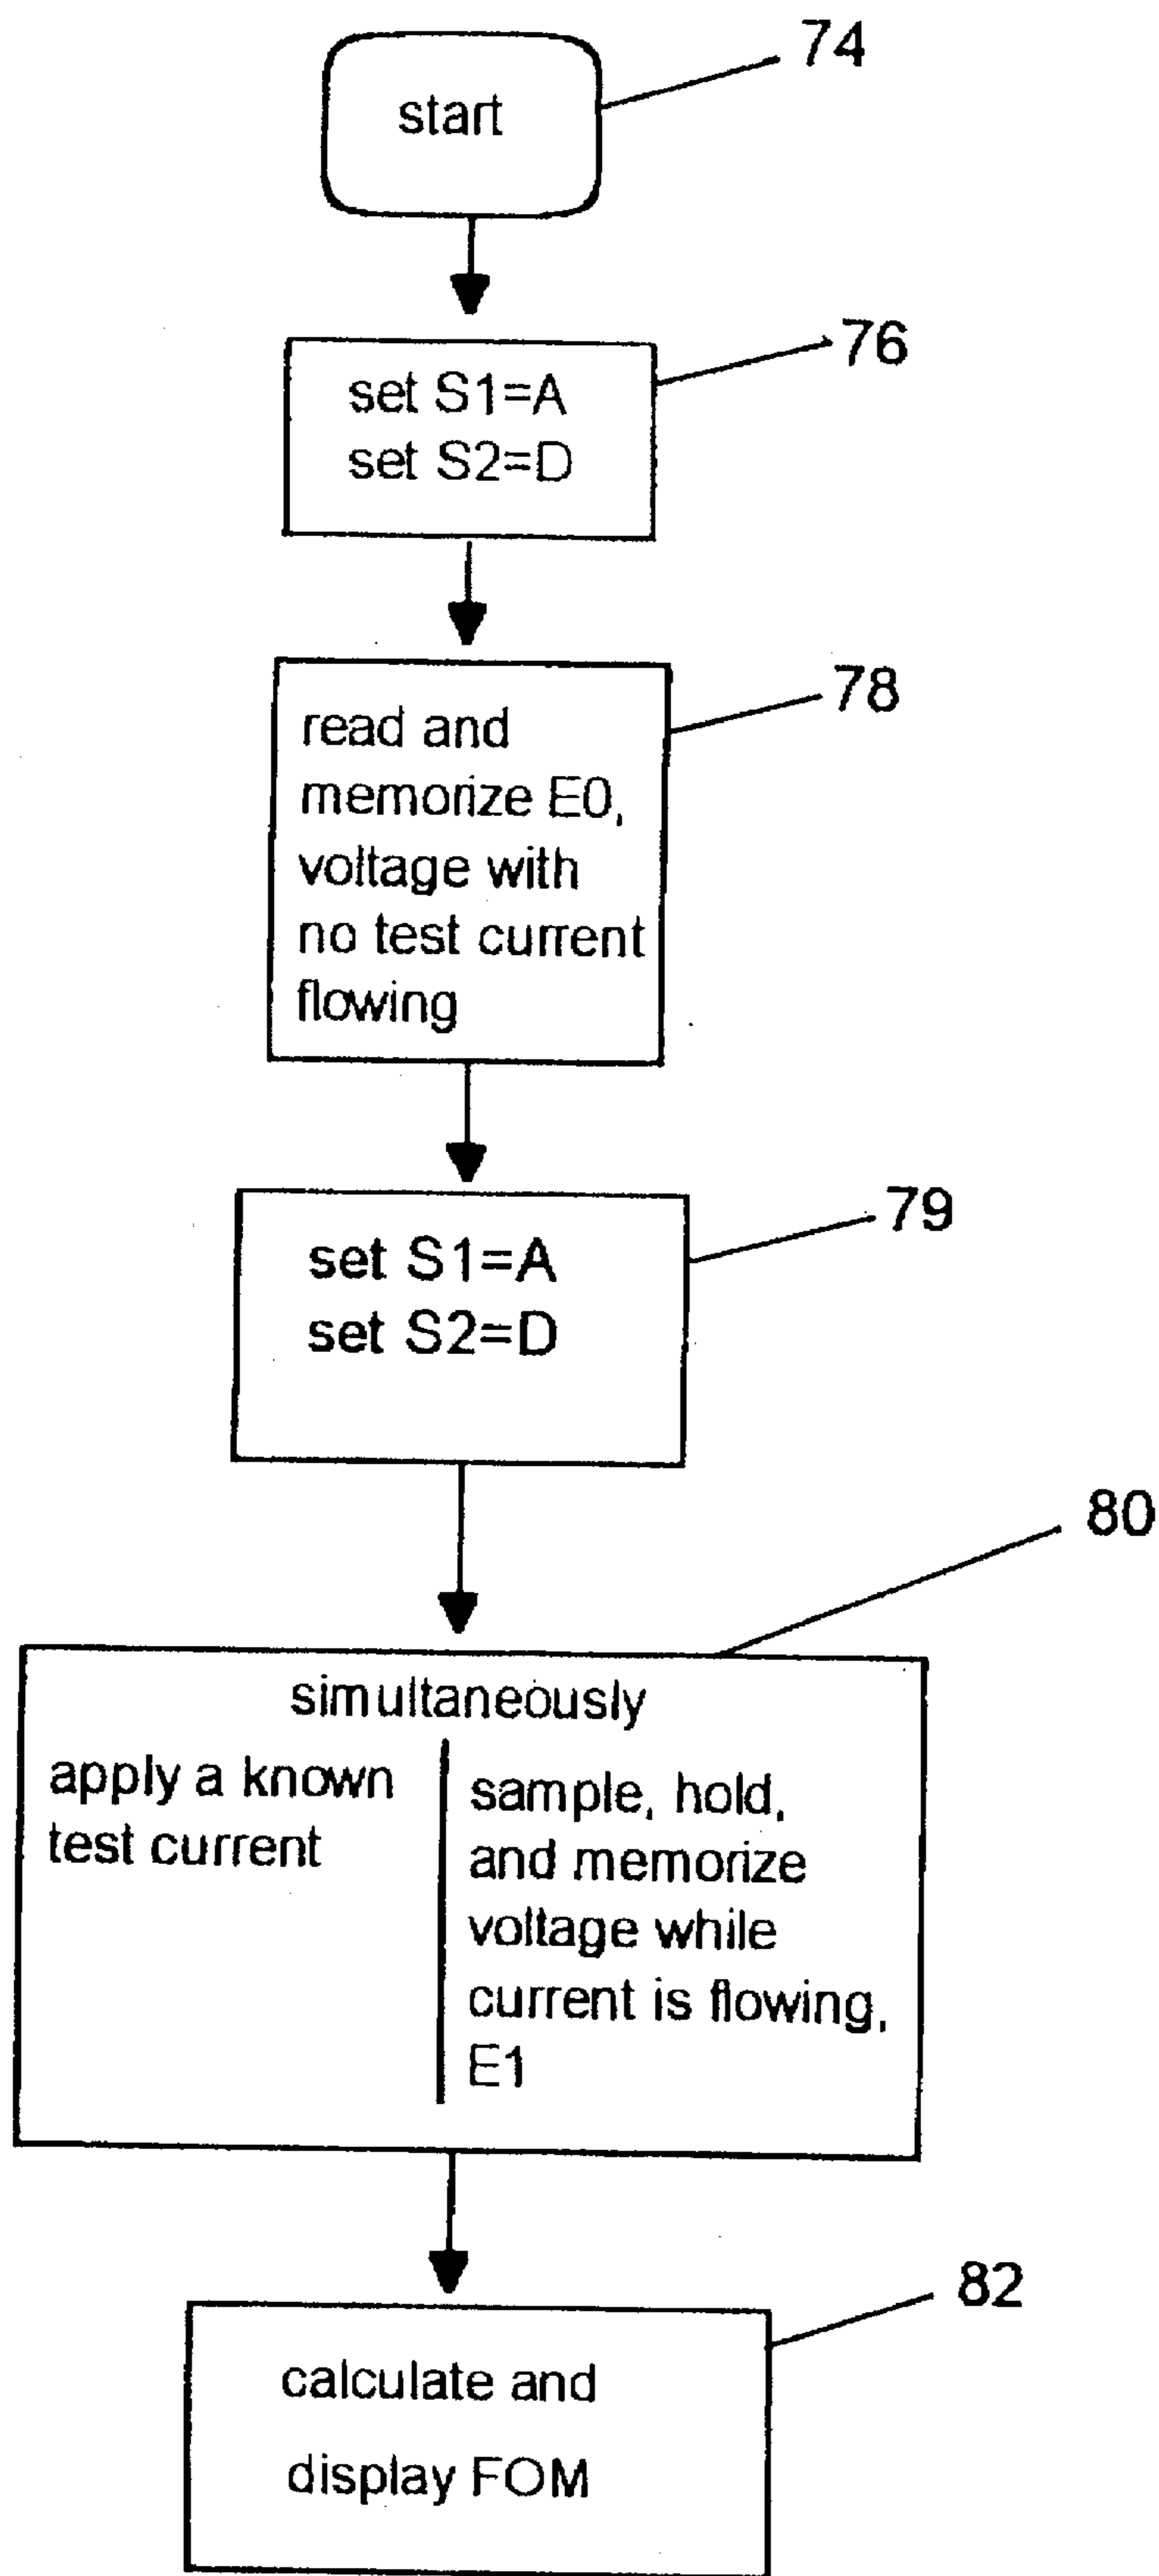 start
74
set S1=A
set S2=D
76
read and
memorize E0,
voltage with
no test current
flowing
78
set S1=A
set S2=D
79
80
simultaneously
apply a known
test current
sample, hold,
and memorize
voltage while
current is flowing,
E1
calculate and
display FOM
82